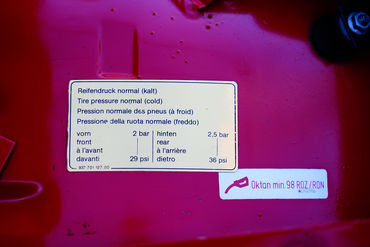 Reifendruck normal (kalt)
Tire pressure normal (cold)
Pression normale des pneus (à froid)
Pressione della ruota normale (freddo)
vorn 2 bar hinten 2,5 bar
front rear
à l'avant à l'arrière
davanti 29 psi dietro 36 psi
Oktan min. 98 ROZ/RON